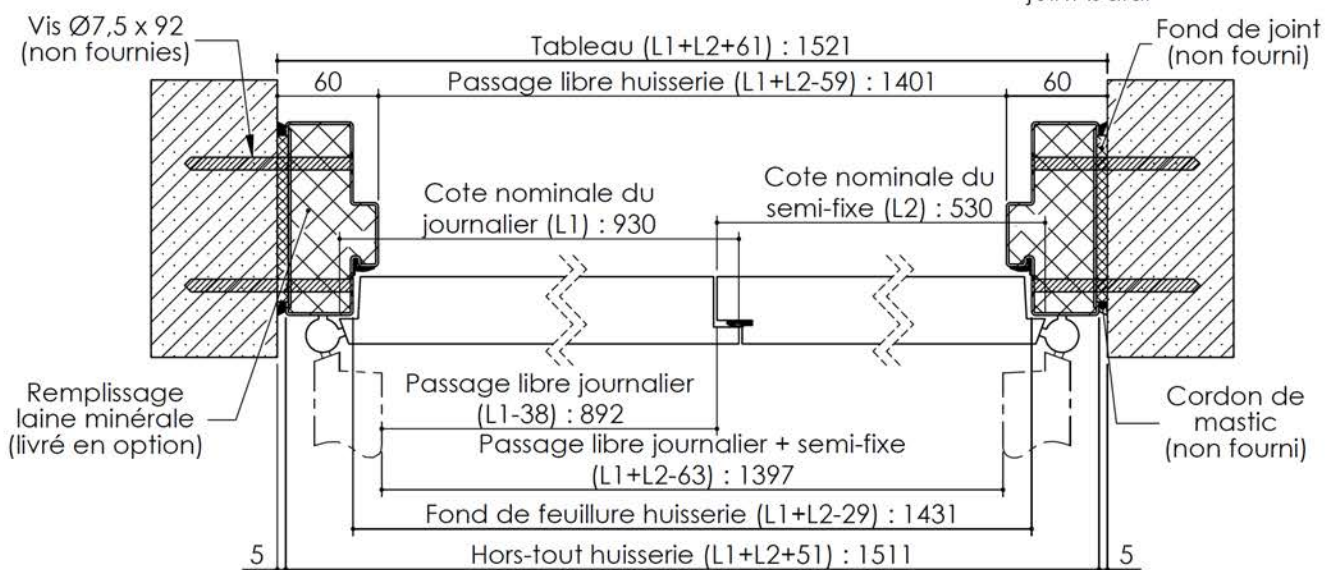 Vis Ø7,5 x 92
(non fournies)
Fond de joint
(non fourni)
Tableau (L1+L2+61) : 1521
60
Passage libre huisserie (L1+L2-59) : 1401
60
Cote nominale du
journalier (L1) : 930
Cote nominale du
semi-fixe (L2) : 530
Remplissage
laine minérale
(livré en option)
Passage libre journalier
(L1-38) : 892
Cordon de
mastic
(non fourni)
Passage libre journalier + semi-fixe
(L1+L2-63) : 1397
Fond de feuillure huisserie (L1+L2-29) : 1431
5
Hors-tout huisserie (L1+L2+51) : 1511
5